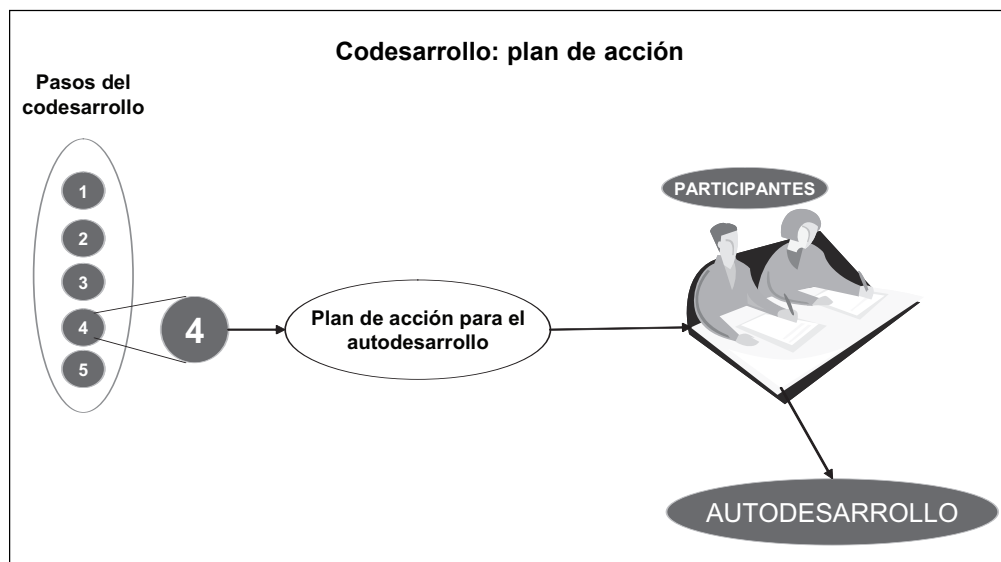 Codesarrollo: plan de acción
Pasos del
codesarrollo
1
2
3
4
5
4
Plan de acción para el
autodesarrollo
PARTICIPANTES
AUTODESARROLLO